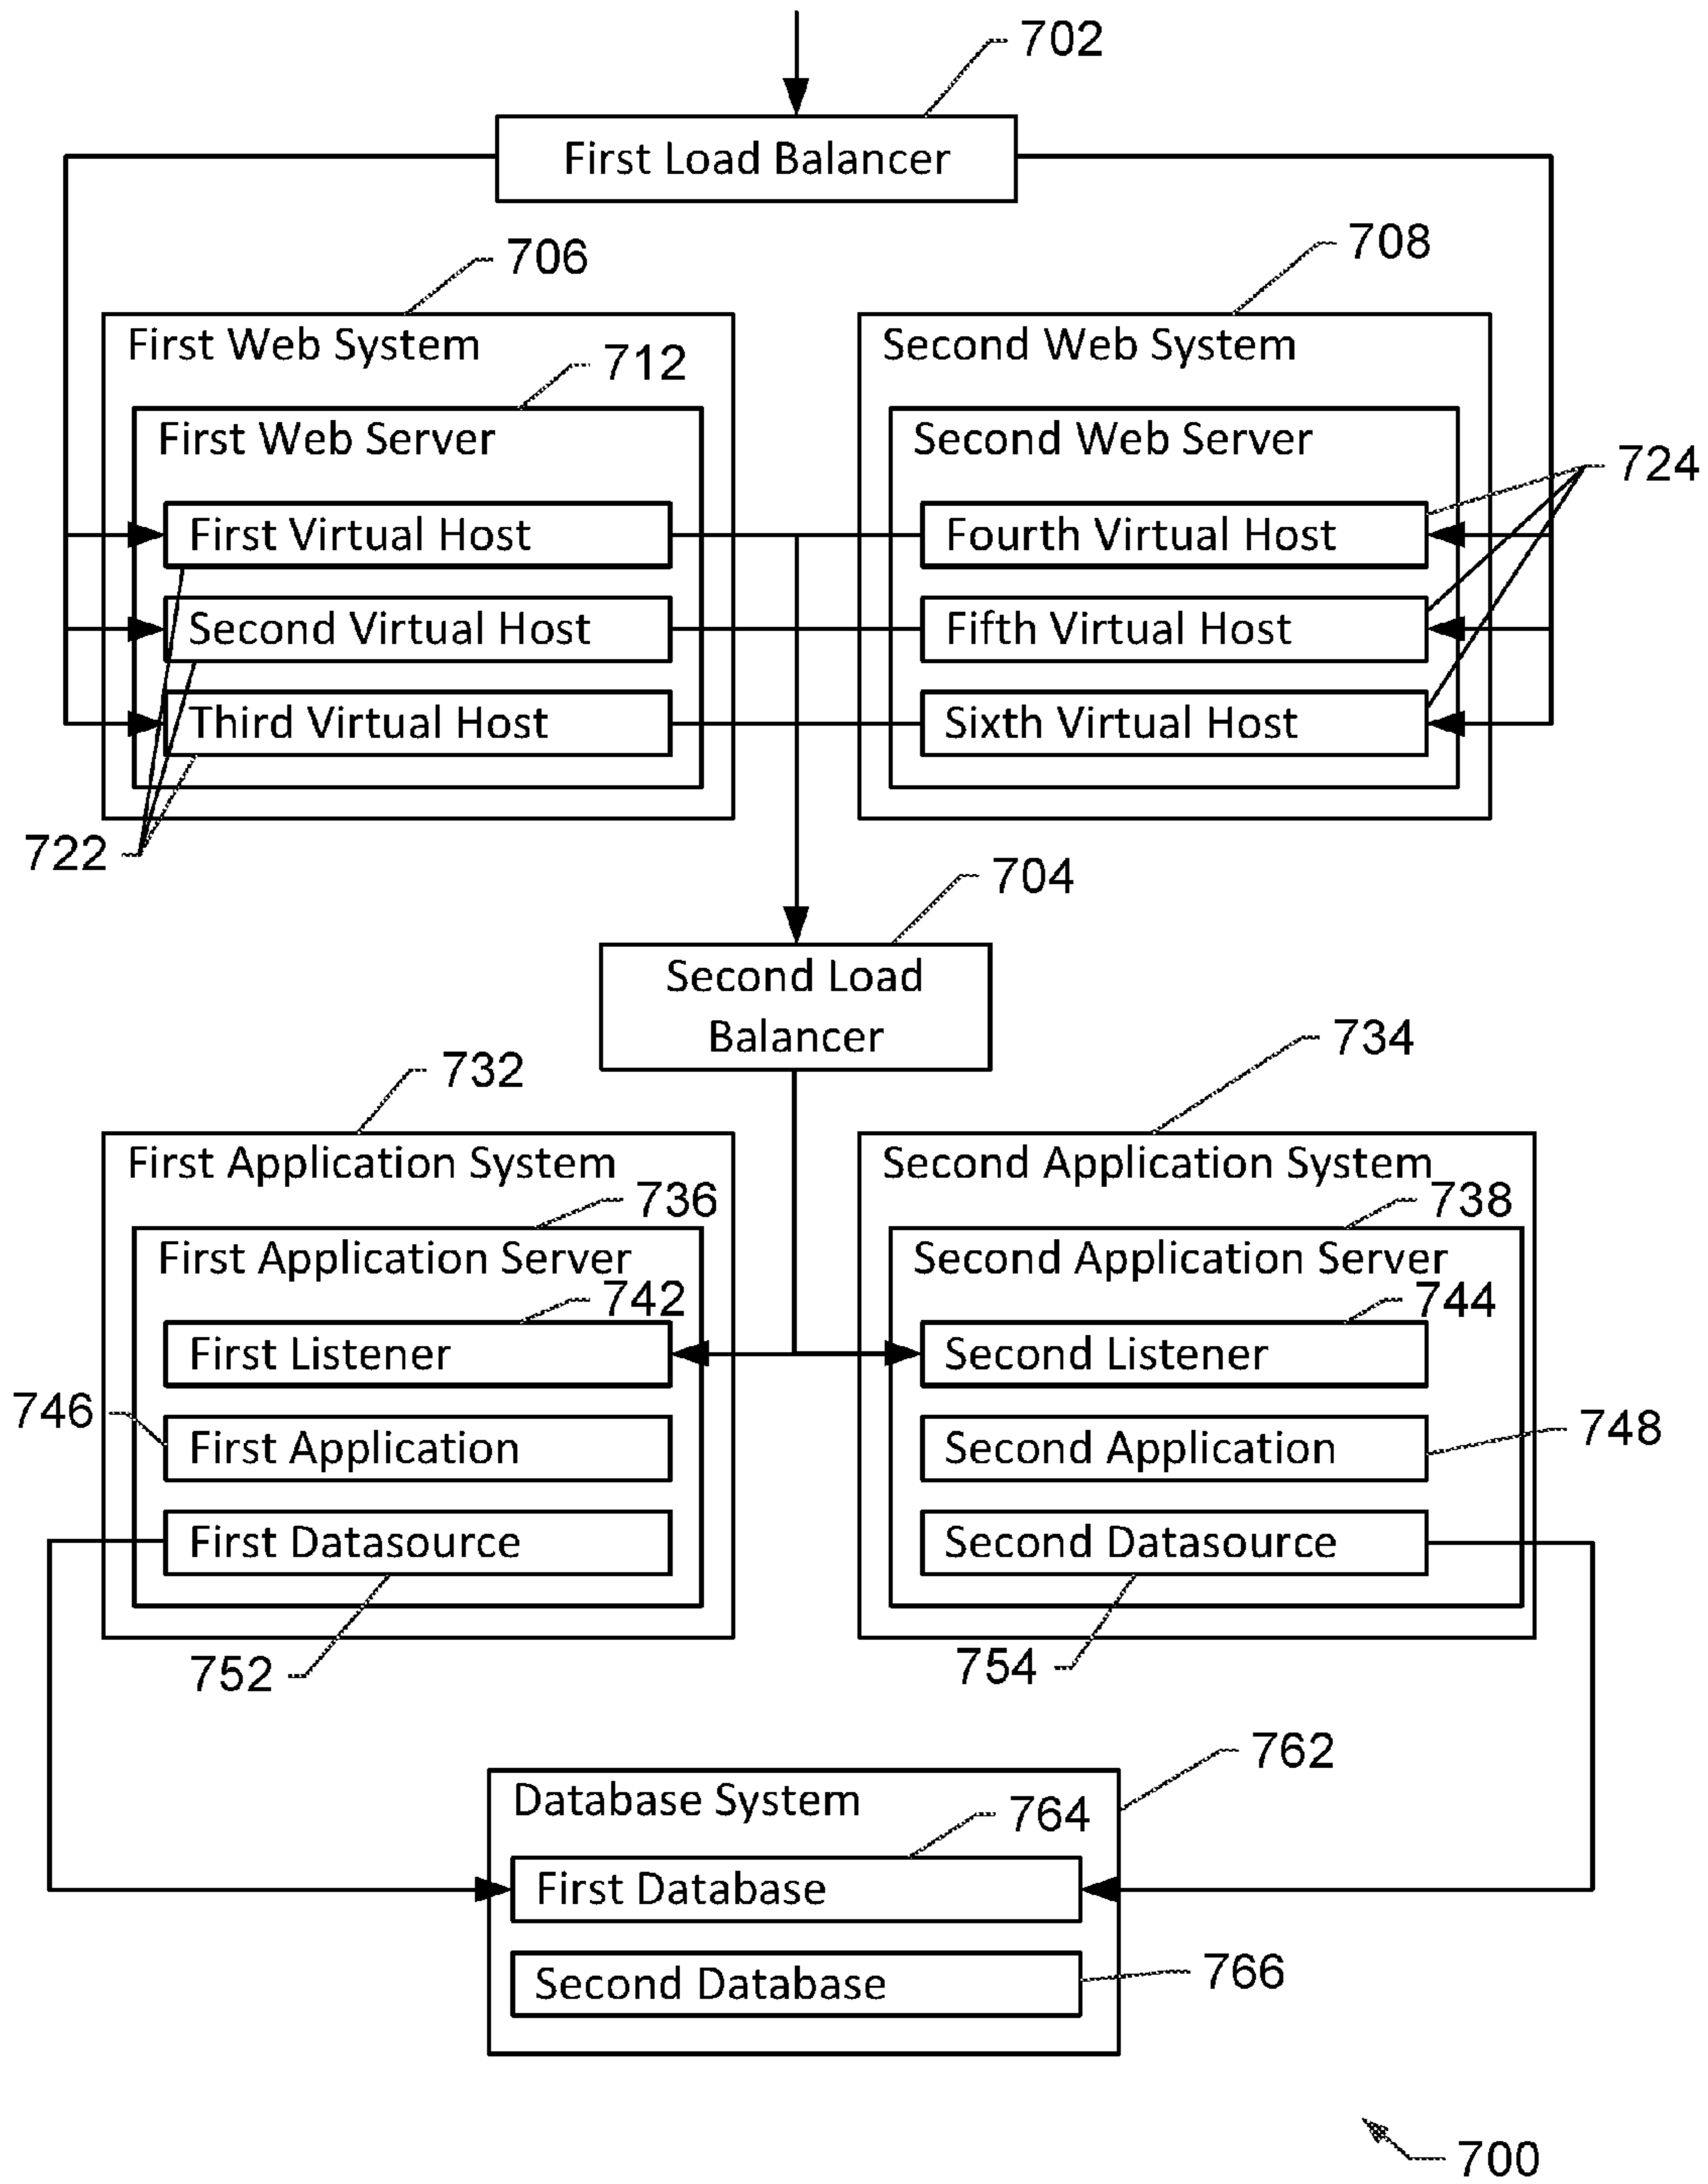 702
First Load Balancer
706
708
First Web System
Second Web System
712
First Web Server
Second Web Server
724
First Virtual Host
Fourth Virtual Host
Second Virtual Host
Fifth Virtual Host
Third Virtual Host
Sixth Virtual Host
722
704
Second Load
Balancer
732
734
First Application System
Second Application System
736
738
First Application Server
Second Application Server
742
744
First Listener
Second Listener
746
First Application
Second Application
748
First Datasource
Second Datasource
752
754
762
Database System
764
First Database
Second Database
766
700